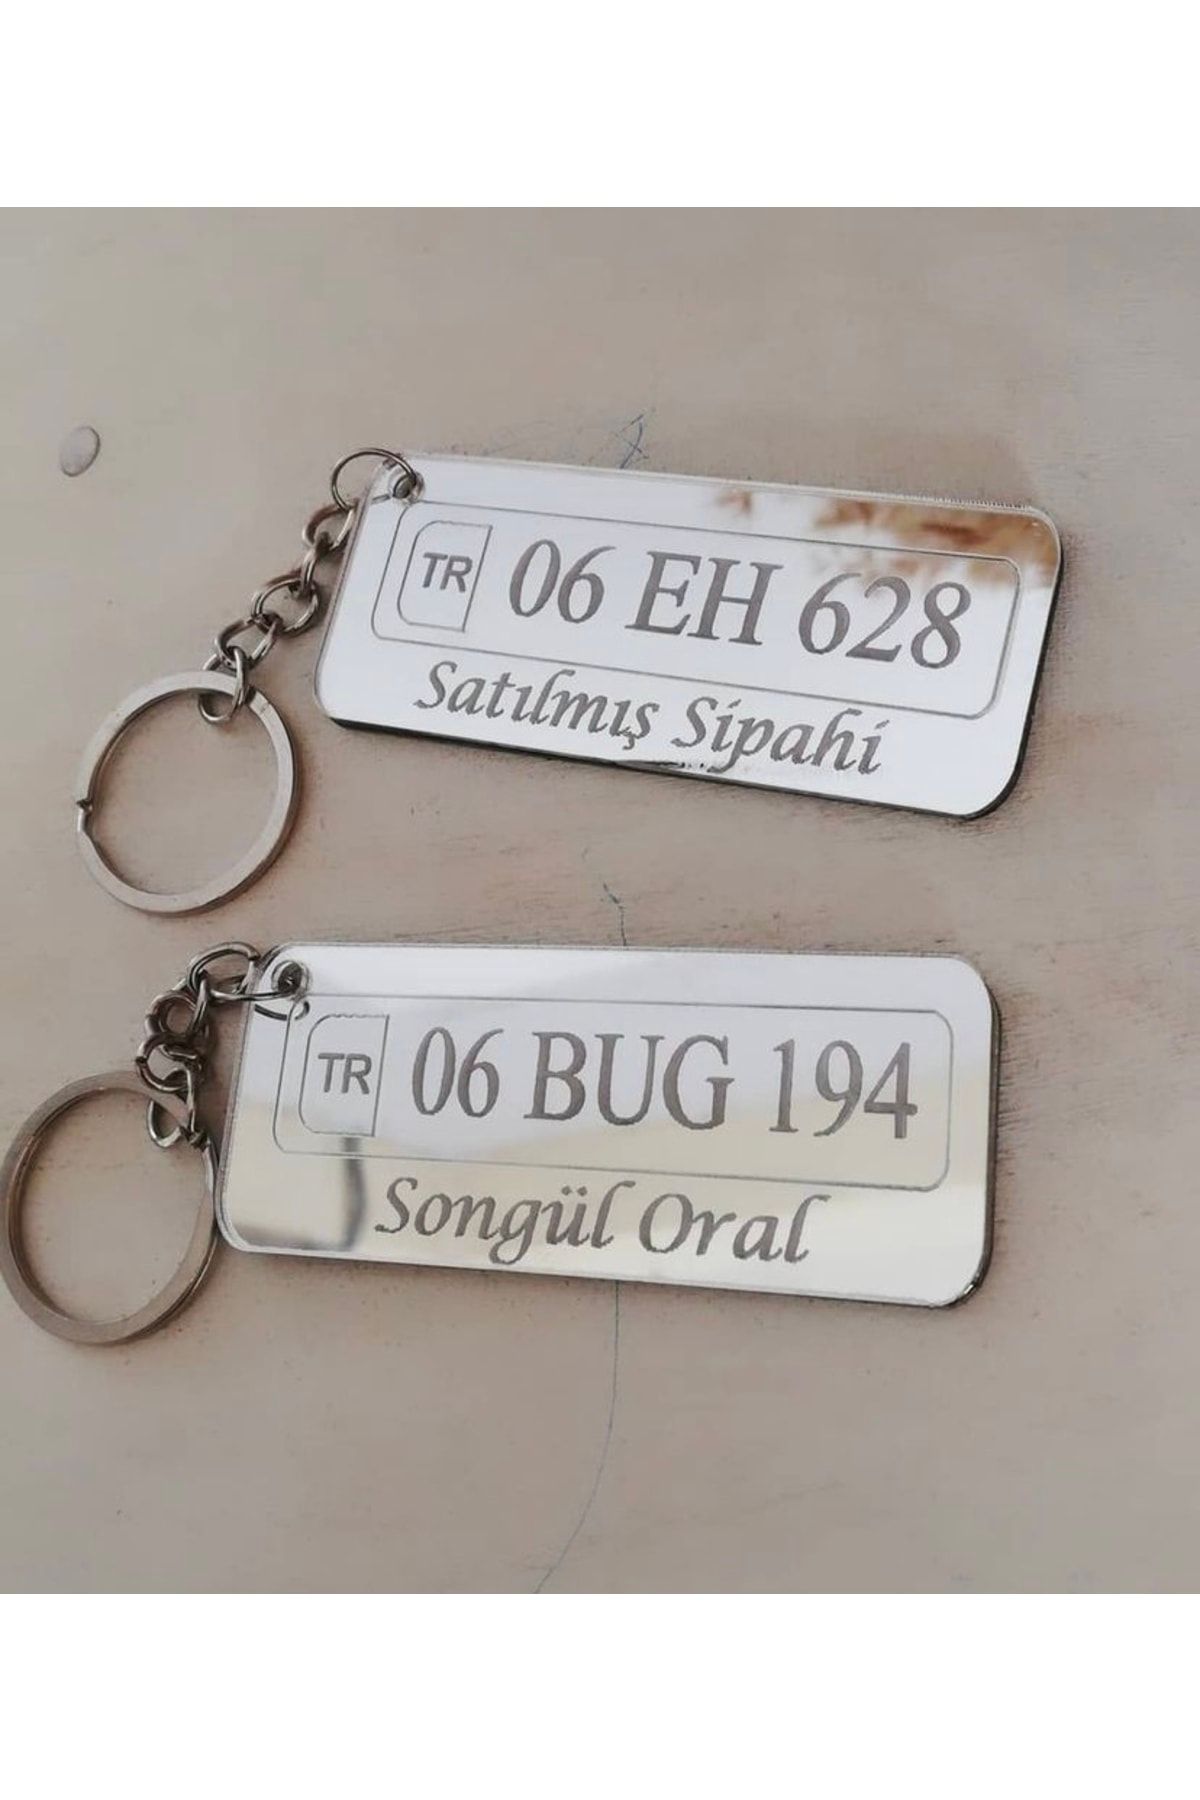 TR 06 EH 628
Satılmış Sipahi
TR 06 BUG 194
Songül Oral